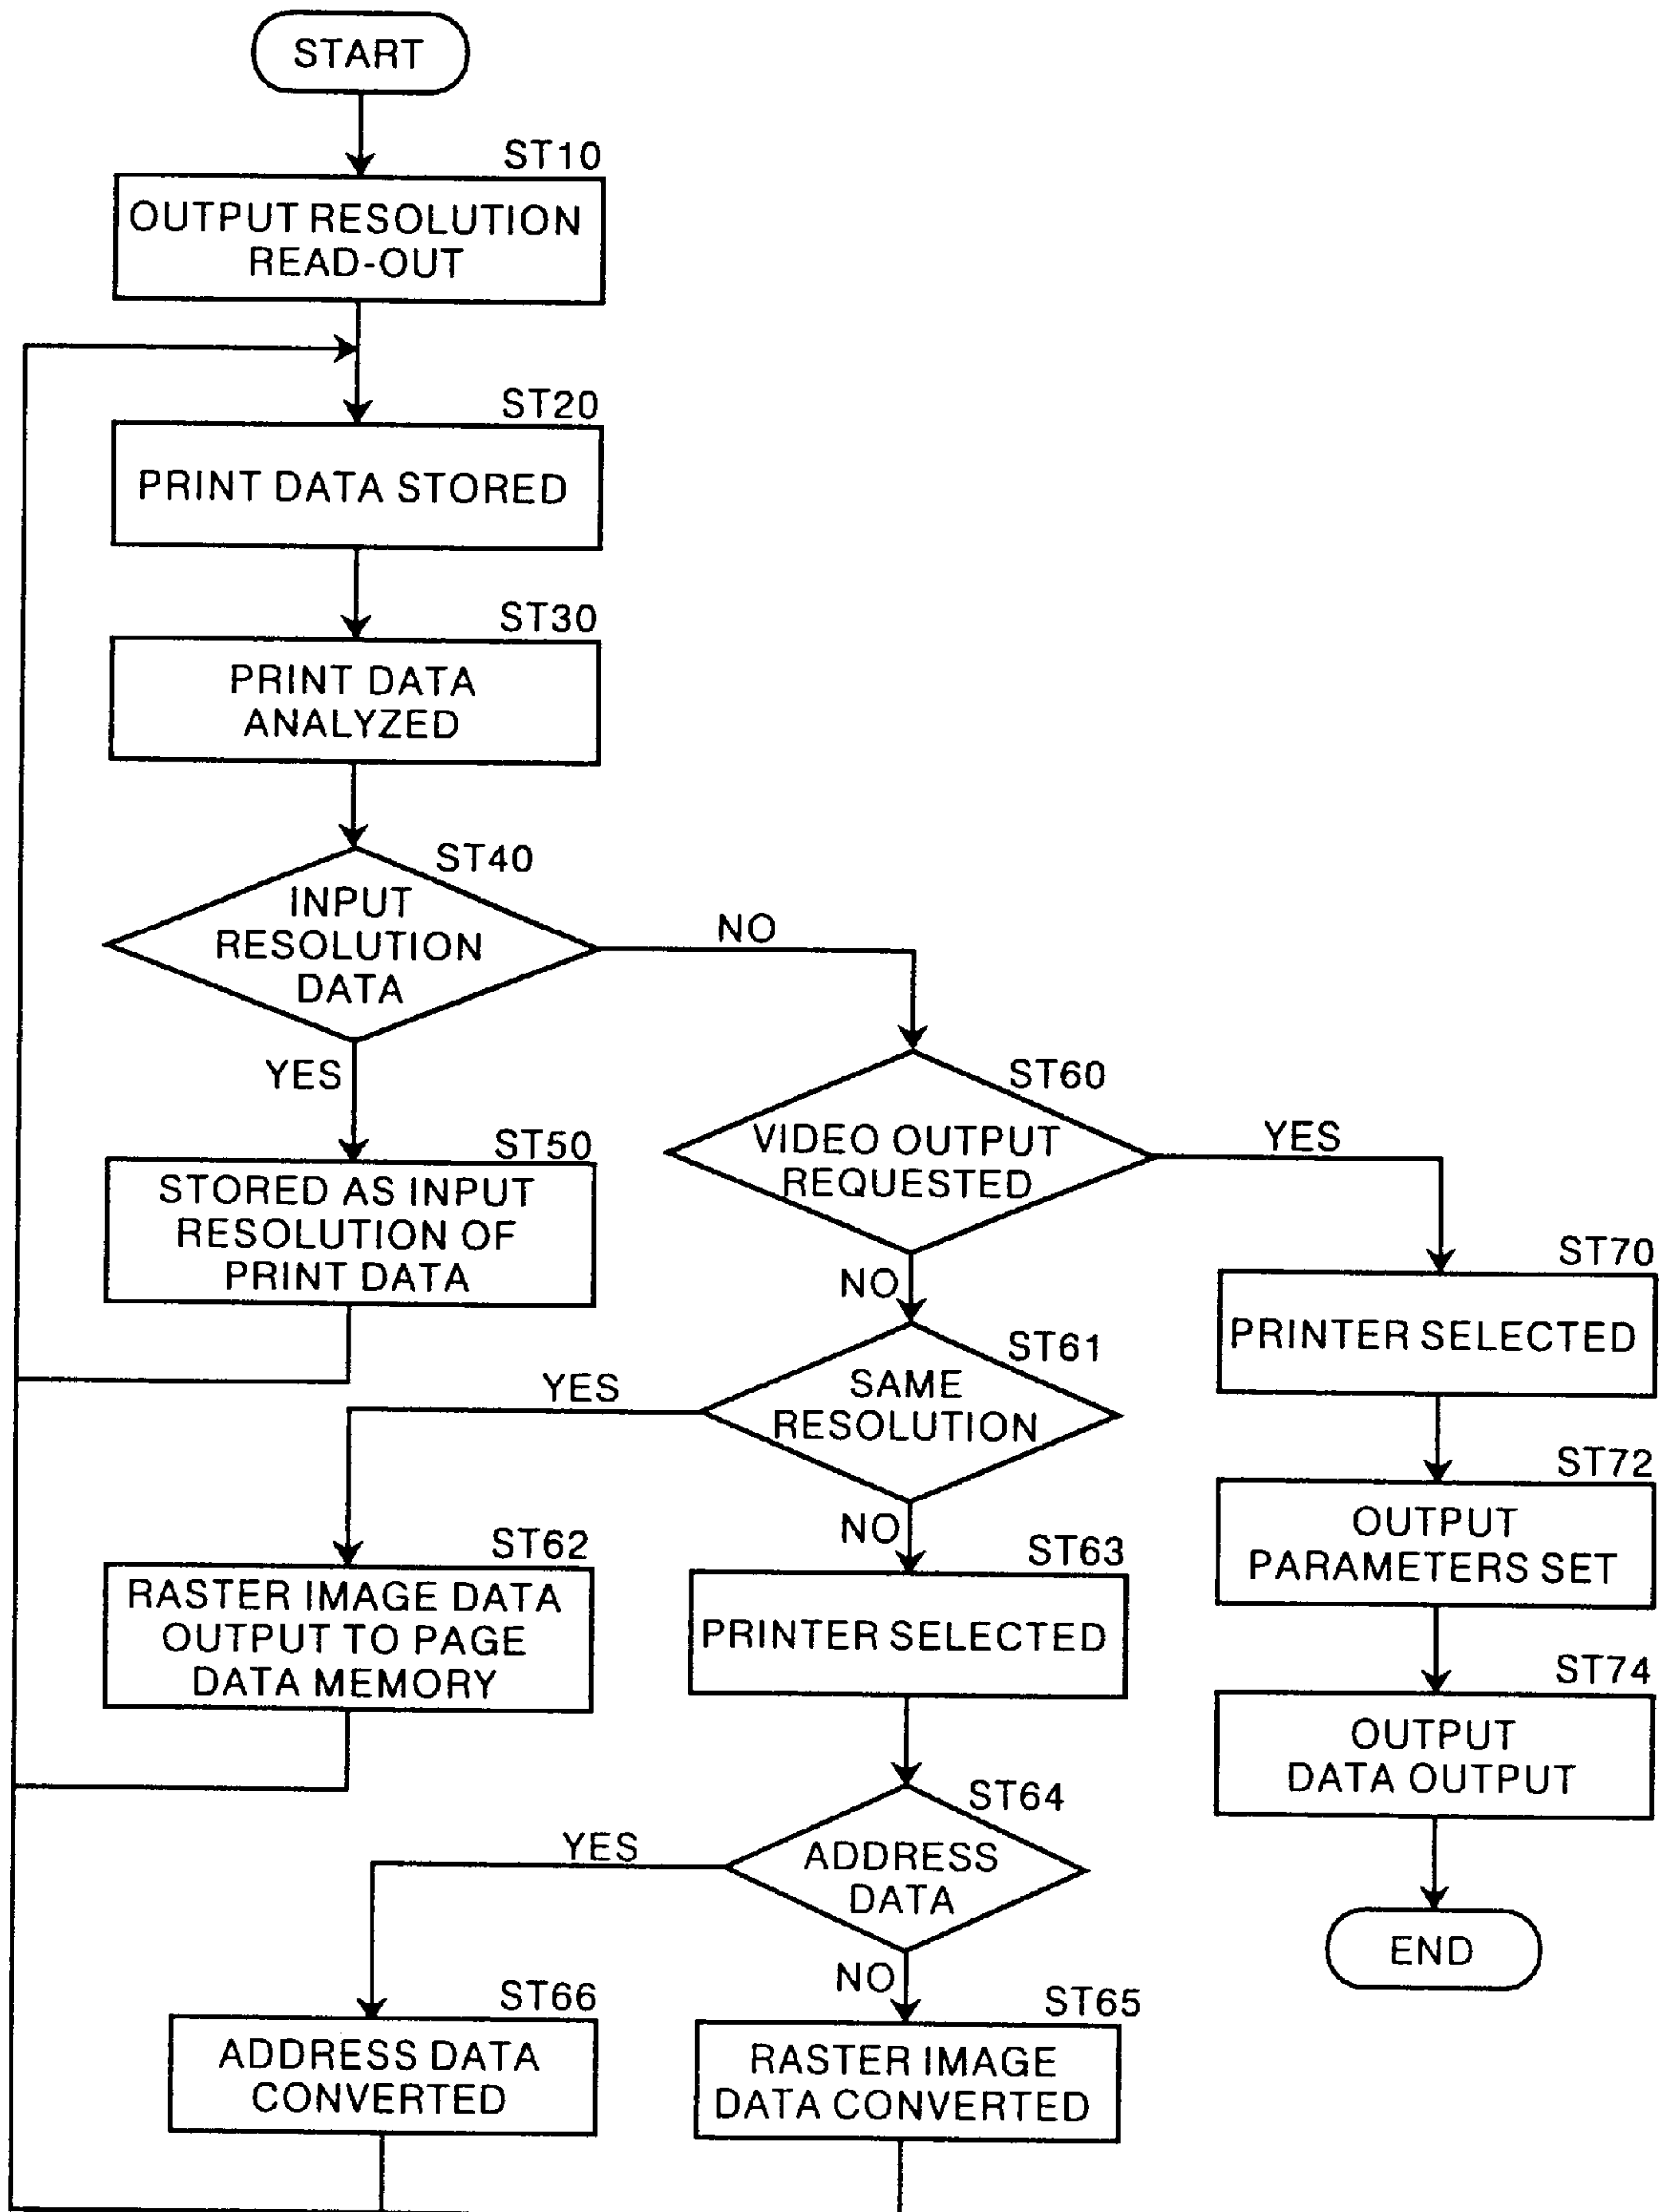 START
ST10
OUTPUT RESOLUTION
READ-OUT
ST20
PRINT DATA STORED
ST30
PRINT DATA
ANALYZED
ST40
INPUT
RESOLUTION
DATA
NO
YES
ST50
STORED AS INPUT
RESOLUTION OF
PRINT DATA
ST60
VIDEO OUTPUT
REQUESTED
YES
NO
ST61
SAME
RESOLUTION
YES
ST62
RASTER IMAGE DATA
OUTPUT TO PAGE
DATA MEMORY
NO
ST63
PRINTER SELECTED
ST64
ADDRESS
DATA
YES
ST66
ADDRESS DATA
CONVERTED
NO
ST65
RASTER IMAGE
DATA CONVERTED
ST70
PRINTER SELECTED
ST72
OUTPUT
PARAMETERS SET
ST74
OUTPUT
DATA OUTPUT
END